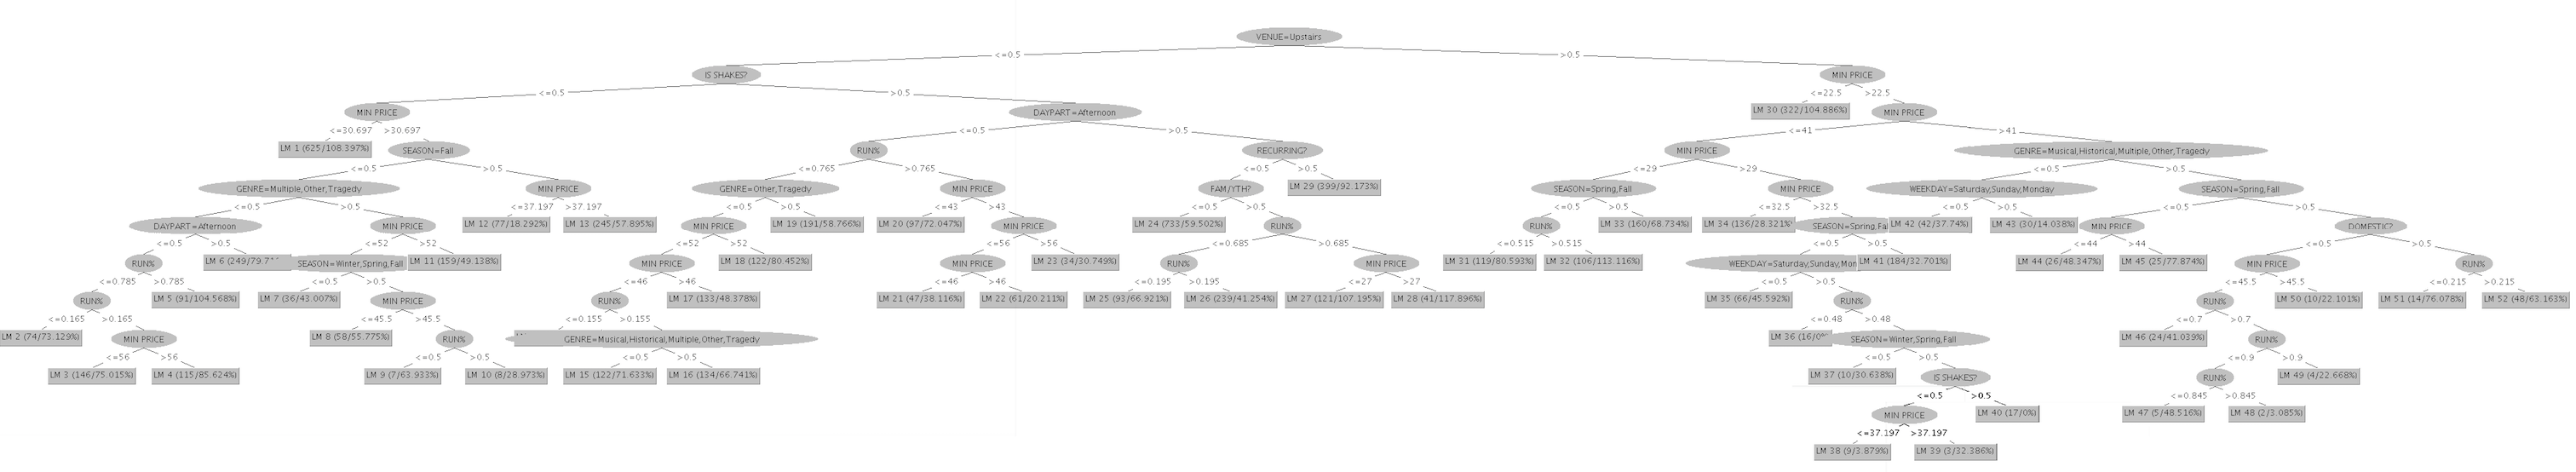 VENUE=Upstairs
<=0.5 >0.5
IS SHAKES? MIN PRICE
<=0.5 >0.5 <=22.5 >22.5
MIN PRICE DAYPART=Afternoon LM 30 (322/104.886%) MIN PRICE
<=30.697 >30.697 <=0.5 >0.5 <=41 >41
LM 1 (625/108.397%) SEASON=Fall RUN% RECURRING? MIN PRICE GENRE=Musical,Historical,Multiple,Other,Tragedy
<=0.5 >0.5 <=0.765 >0.765 <=0.5 >0.5 <=29 >29 <=0.5 >0.5
GENRE=Multiple,Other,Tragedy MIN PRICE GENRE=Other,Tragedy MIN PRICE FAM/YTH? LM 29 (399/92.173%) SEASON=Spring,Fall MIN PRICE WEEKDAY=Saturday,Sunday,Monday SEASON=Spring,Fall
<=0.5 >0.5 <=37.197 >37.197 <=0.5 >0.5 <=43 >43 <=0.5 >0.5 <=0.5 >0.5 <=32.5 >32.5 <=0.5 >0.5 <=0.5 >0.5
DAYPART=Afternoon MIN PRICE LM 12 (77/18.292%) LM 13 (245/57.895%) MIN PRICE LM 19 (191/58.766%) LM 20 (97/72.047%) MIN PRICE LM 24 (733/59.502%) RUN% RUN% LM 33 (160/68.734%) LM 34 (136/28.321%) SEASON=Spring,Fa LM 42 (42/37.74%) LM 43 (30/14.038%) MIN PRICE DOMESTIC?
<=0.5 >0.5 <=52 >52 <=52 >52 <=56 >56 <=0.685 >0.685 <=0.515 >0.515 <=0.5 >0.5 <=44 >44 <=0.5 >0.5
RUN% LM 6 (249/79.7 SEASON=Winter,Spring,Fall LM 11 (159/49.138%) MIN PRICE LM 18 (122/80.452%) MIN PRICE LM 23 (34/30.749%) RUN% MIN PRICE LM 31 (119/80.593%) LM 32 (106/113.116%) WEEKDAY=Saturday,Sunday,Mon LM 41 (184/32.701%) LM 44 (26/48.347%) LM 45 (25/77.874%) MIN PRICE RUN%
<=0.785 >0.785 <=0.5 >0.5 <=46 >46 <=46 >46 <=0.195 >0.195 <=27 >27 <=0.5 >0.5 <=45.5 >45.5 <=0.215 >0.215
RUN% LM 5 (91/104.568%) LM 7 (36/43.007%) MIN PRICE RUN% LM 17 (133/48.378%) LM 21 (47/38.116%) LM 22 (61/20.211%) LM 25 (93/66.921%) LM 26 (239/41.254%) LM 27 (121/107.195%) LM 28 (41/117.896%) LM 35 (66/45.592%) RUN% RUN% LM 50 (10/22.101%) LM 51 (14/76.078%) LM 52 (48/63.163%)
<=0.165 >0.165 <=45.5 >45.5 <=0.155 >0.155 <=0.48 >0.48 <=0.7 >0.7
LM 2 (74/73.129%) MIN PRICE LM 8 (58/55.775%) RUN% GENRE=Musical,Historical,Multiple,Other,Tragedy LM 36 (16/0% SEASON=Winter,Spring,Fall LM 46 (24/41.039%) RUN%
<=56 >56 <=0.5 >0.5 <=0.5 >0.5 <=0.5 >0.5 <=0.9 >0.9
LM 3 (146/75.015%) LM 4 (115/85.624%) LM 9 (7/63.933%) LM 10 (8/28.973%) LM 15 (122/71.633%) LM 16 (134/66.741%) LM 37 (10/30.638%) IS SHAKES? RUN% LM 49 (4/22.668%)
<=0.5 >0.5 <=0.845 >0.845
MIN PRICE LM 40 (17/0%) LM 47 (5/48.516%) LM 48 (2/3.085%)
<=37.197 >37.197
LM 38 (9/3.879%) LM 39 (3/32.386%)